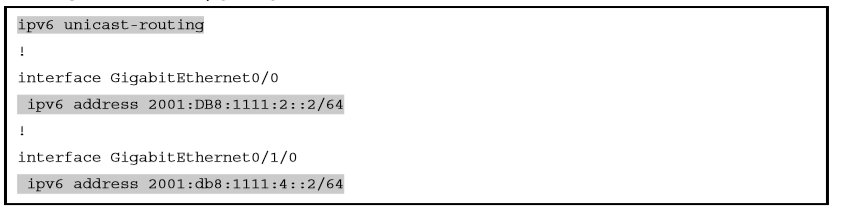 ipv6 unicast-routing
!
interface GigabitEthernet0/0
ipv6 address 2001:DB8:1111:2::2/64
!
interface GigabitEthernet0/1/0
ipv6 address 2001:db8:1111:4::2/64